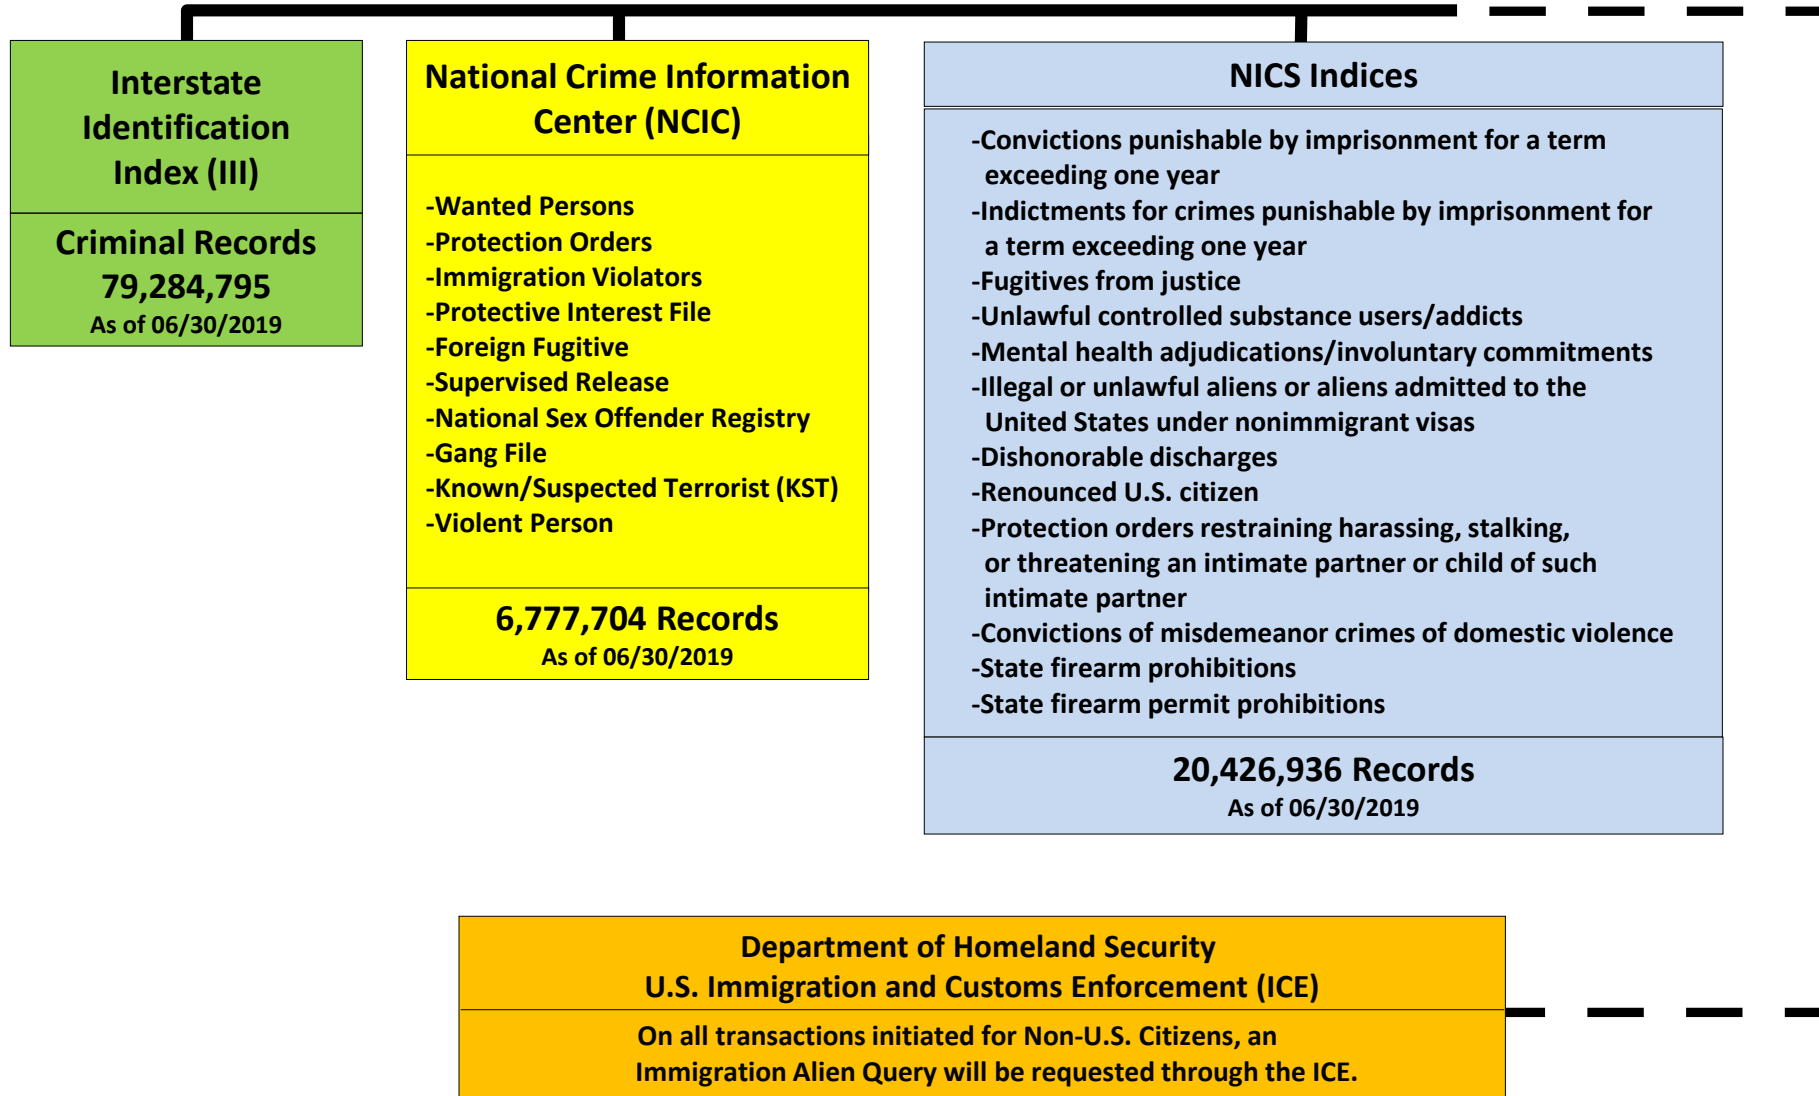 Interstate
Identification
Index (III)
Criminal Records
79,284,795
As of 06/30/2019
National Crime Information
Center (NCIC)
-Wanted Persons
-Protection Orders
-Immigration Violators
-Protective Interest File
-Foreign Fugitive
-Supervised Release
-National Sex Offender Registry
-Gang File
-Known/Suspected Terrorist (KST)
-Violent Person
6,777,704 Records
As of 06/30/2019
NICS Indices
-Convictions punishable by imprisonment for a term
exceeding one year
-Indictments for crimes punishable by imprisonment for
a term exceeding one year
-Fugitives from justice
-Unlawful controlled substance users/addicts
-Mental health adjudications/involuntary commitments
-Illegal or unlawful aliens or aliens admitted to the
United States under nonimmigrant visas
-Dishonorable discharges
-Renounced U.S. citizen
-Protection orders restraining harassing, stalking,
or threatening an intimate partner or child of such
intimate partner
-Convictions of misdemeanor crimes of domestic violence
-State firearm prohibitions
-State firearm permit prohibitions
20,426,936 Records
As of 06/30/2019
Department of Homeland Security
U.S. Immigration and Customs Enforcement (ICE)
On all transactions initiated for Non-U.S. Citizens, an
Immigration Alien Query will be requested through the ICE.